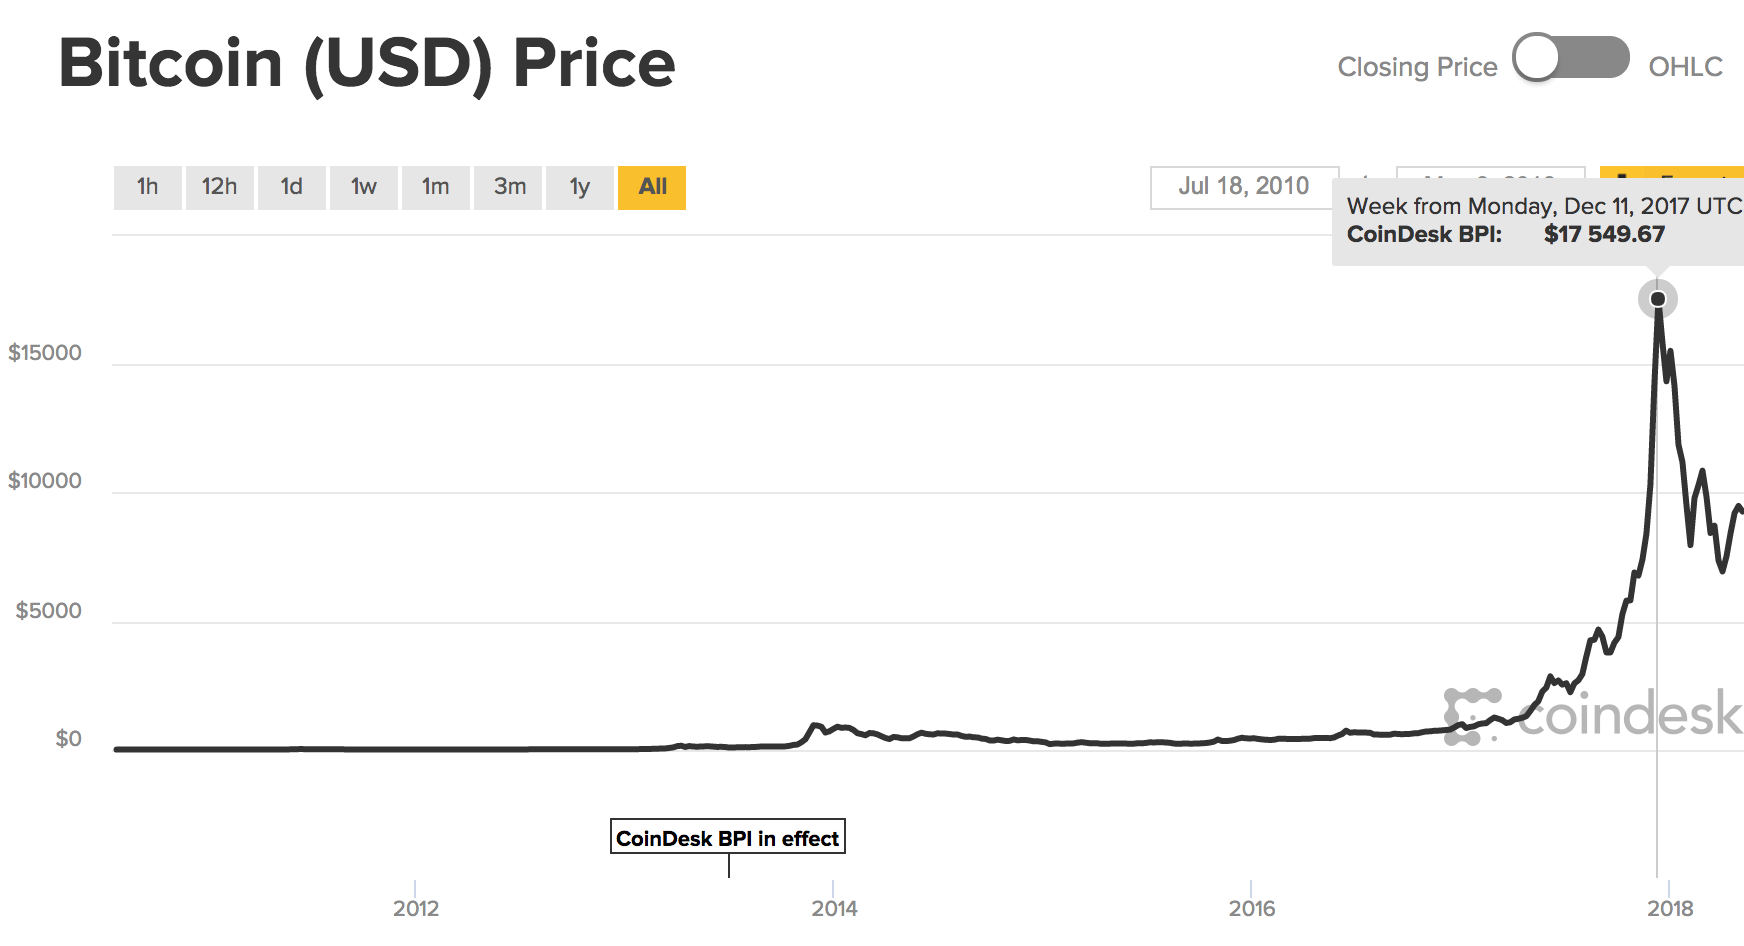 Bitcoin (USD) Price
Closing Price
OHLC
1h
12h
1d
1w
1m
3m
1y
All
Jul 18, 2010
Week from Monday, Dec 11, 2017 UTC
CoinDesk BPI: $17 549.67
$15000
$10000
$5000
$0
coindesk
CoinDesk BPI in effect
2012
2014
2016
2018